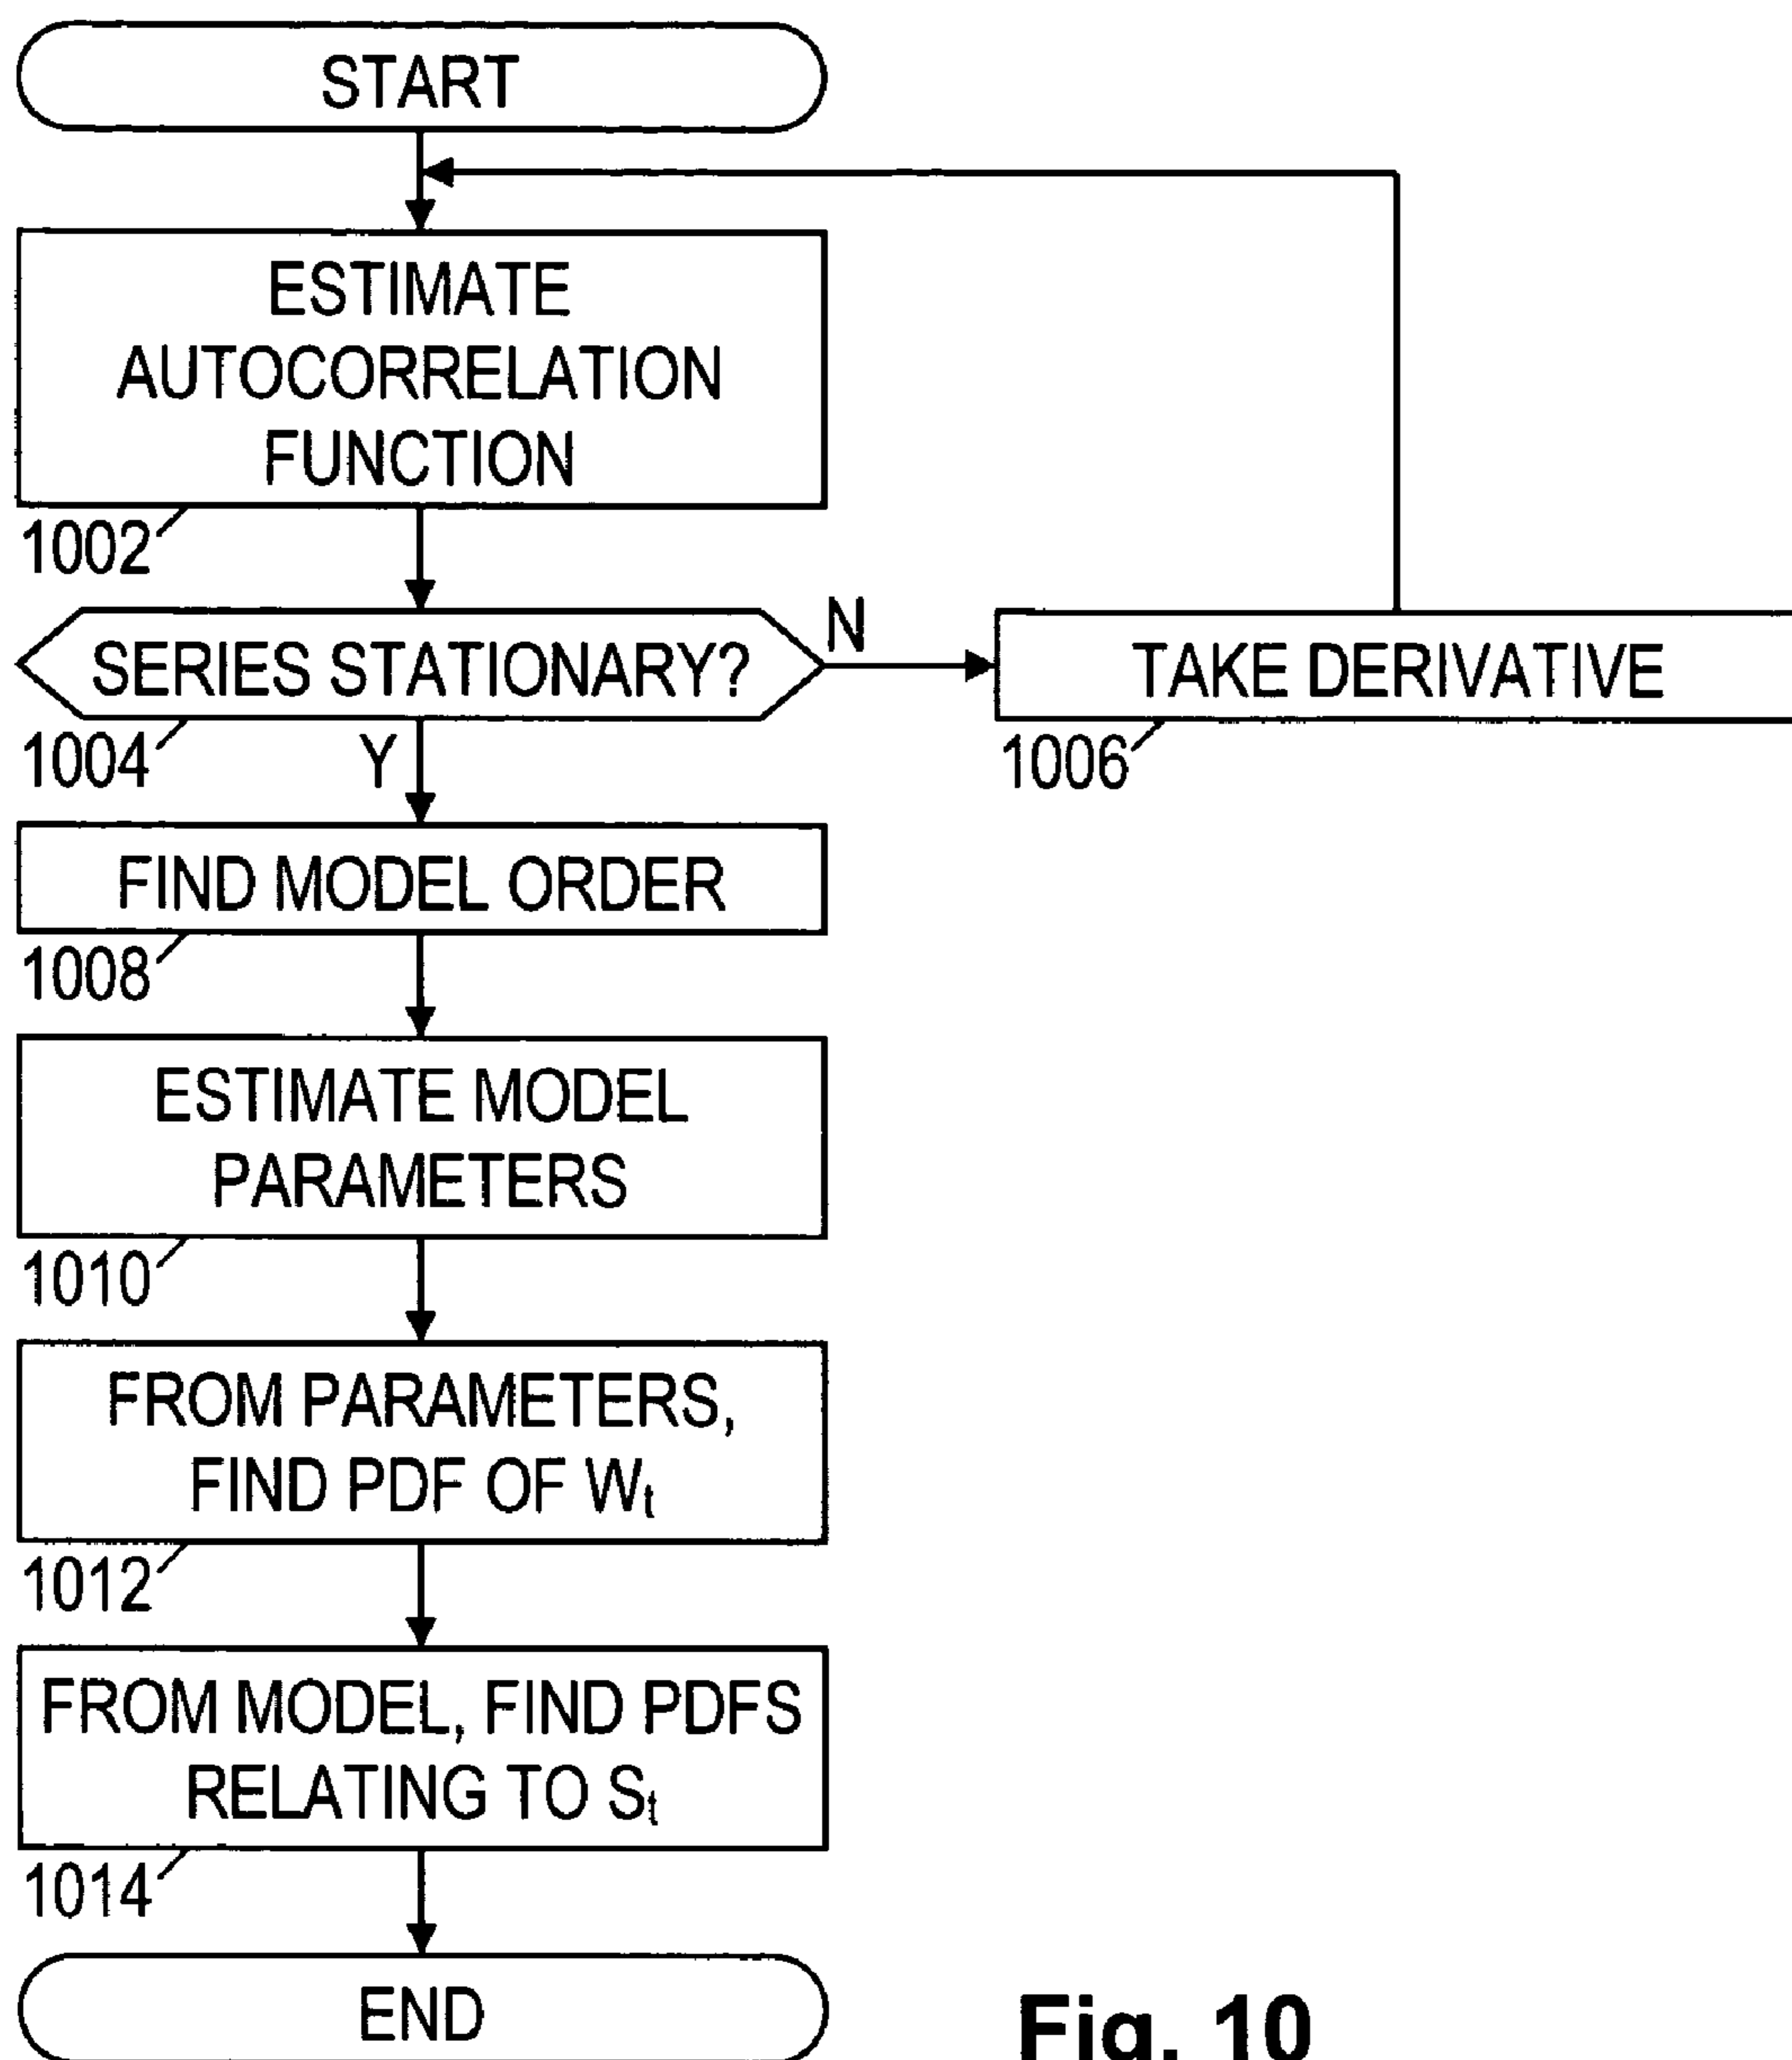 START
ESTIMATE
AUTOCORRELATION
FUNCTION
1002
SERIES STATIONARY?
N
TAKE DERIVATIVE
1004
Y
1006
FIND MODEL ORDER
1008
ESTIMATE MODEL
PARAMETERS
1010
FROM PARAMETERS,
FIND PDF OF Wt
1012
FROM MODEL, FIND PDFS
RELATING TO St
1014
END
Fig. 10